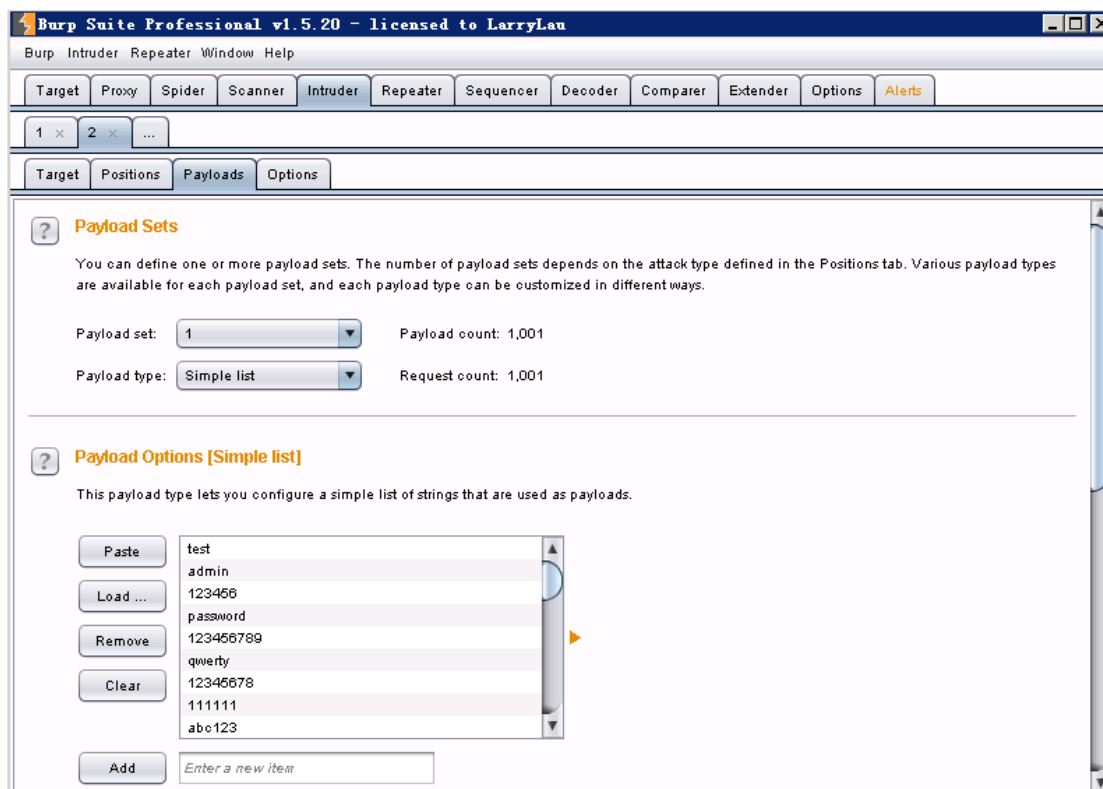 Burp Suite Professional v1.5.20 - licensed to LarryLau
Burp Intruder Repeater Window Help
Target Proxy Spider Scanner Intruder Repeater Sequencer Decoder Comparer Extender Options Alerts
1 × 2 × ...
Target Positions Payloads Options
? Payload Sets
You can define one or more payload sets. The number of payload sets depends on the attack type defined in the Positions tab. Various payload types
are available for each payload set, and each payload type can be customized in different ways.
Payload set: 1 Payload count: 1,001
Payload type: Simple list Request count: 1,001
? Payload Options [Simple list]
This payload type lets you configure a simple list of strings that are used as payloads.
Paste
Load ...
Remove
Clear
test
admin
123456
password
123456789
qwerty
12345678
111111
abc123
Add Enter a new item